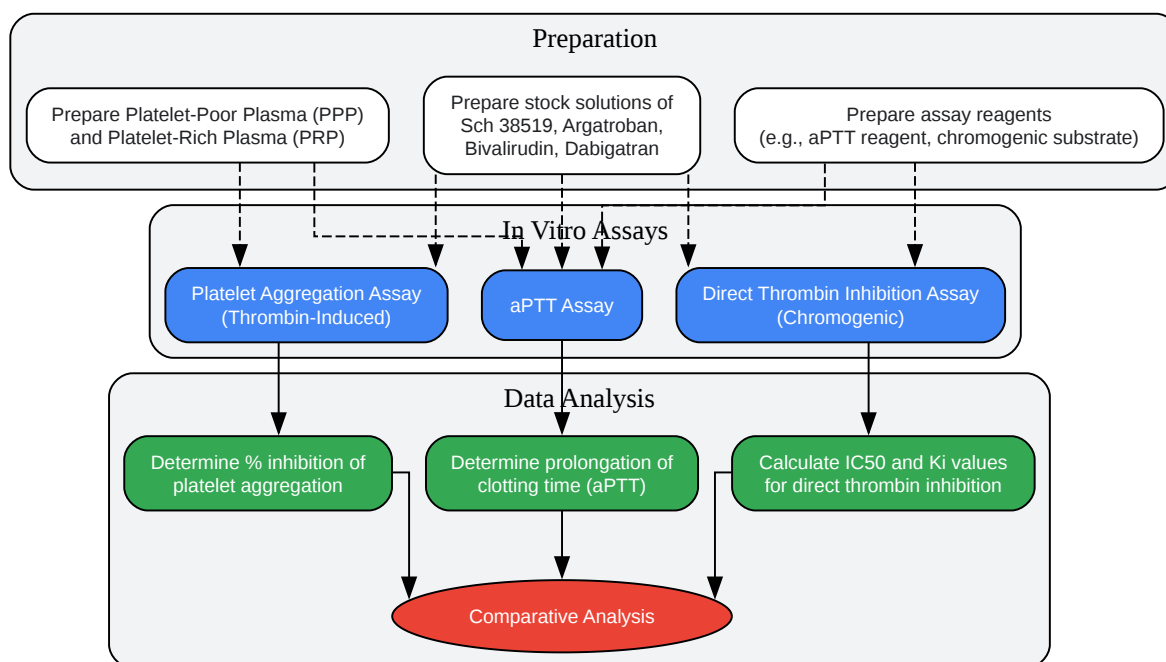 Preparation
Prepare Platelet-Poor Plasma (PPP)
and Platelet-Rich Plasma (PRP)
Prepare stock solutions of
Sch 38519, Argatroban,
Bivalirudin, Dabigatran
Prepare assay reagents
(e.g., aPTT reagent, chromogenic substrate)
In Vitro Assays
Platelet Aggregation Assay
(Thrombin-Induced)
aPTT Assay
Direct Thrombin Inhibition Assay
(Chromogenic)
Data Analysis
Determine % inhibition of
platelet aggregation
Determine prolongation of
clotting time (aPTT)
Calculate IC50 and Ki values
for direct thrombin inhibition
Comparative Analysis